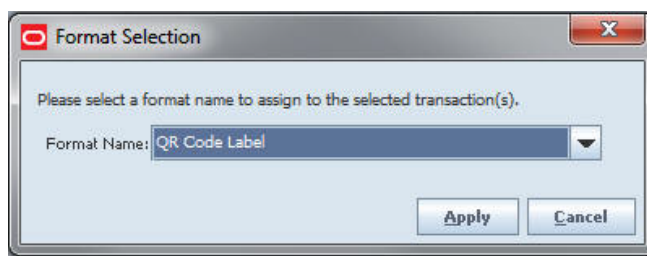 Format Selection
Please select a format name to assign to the selected transaction(s).
Format Name: QR Code Label
Apply Cancel